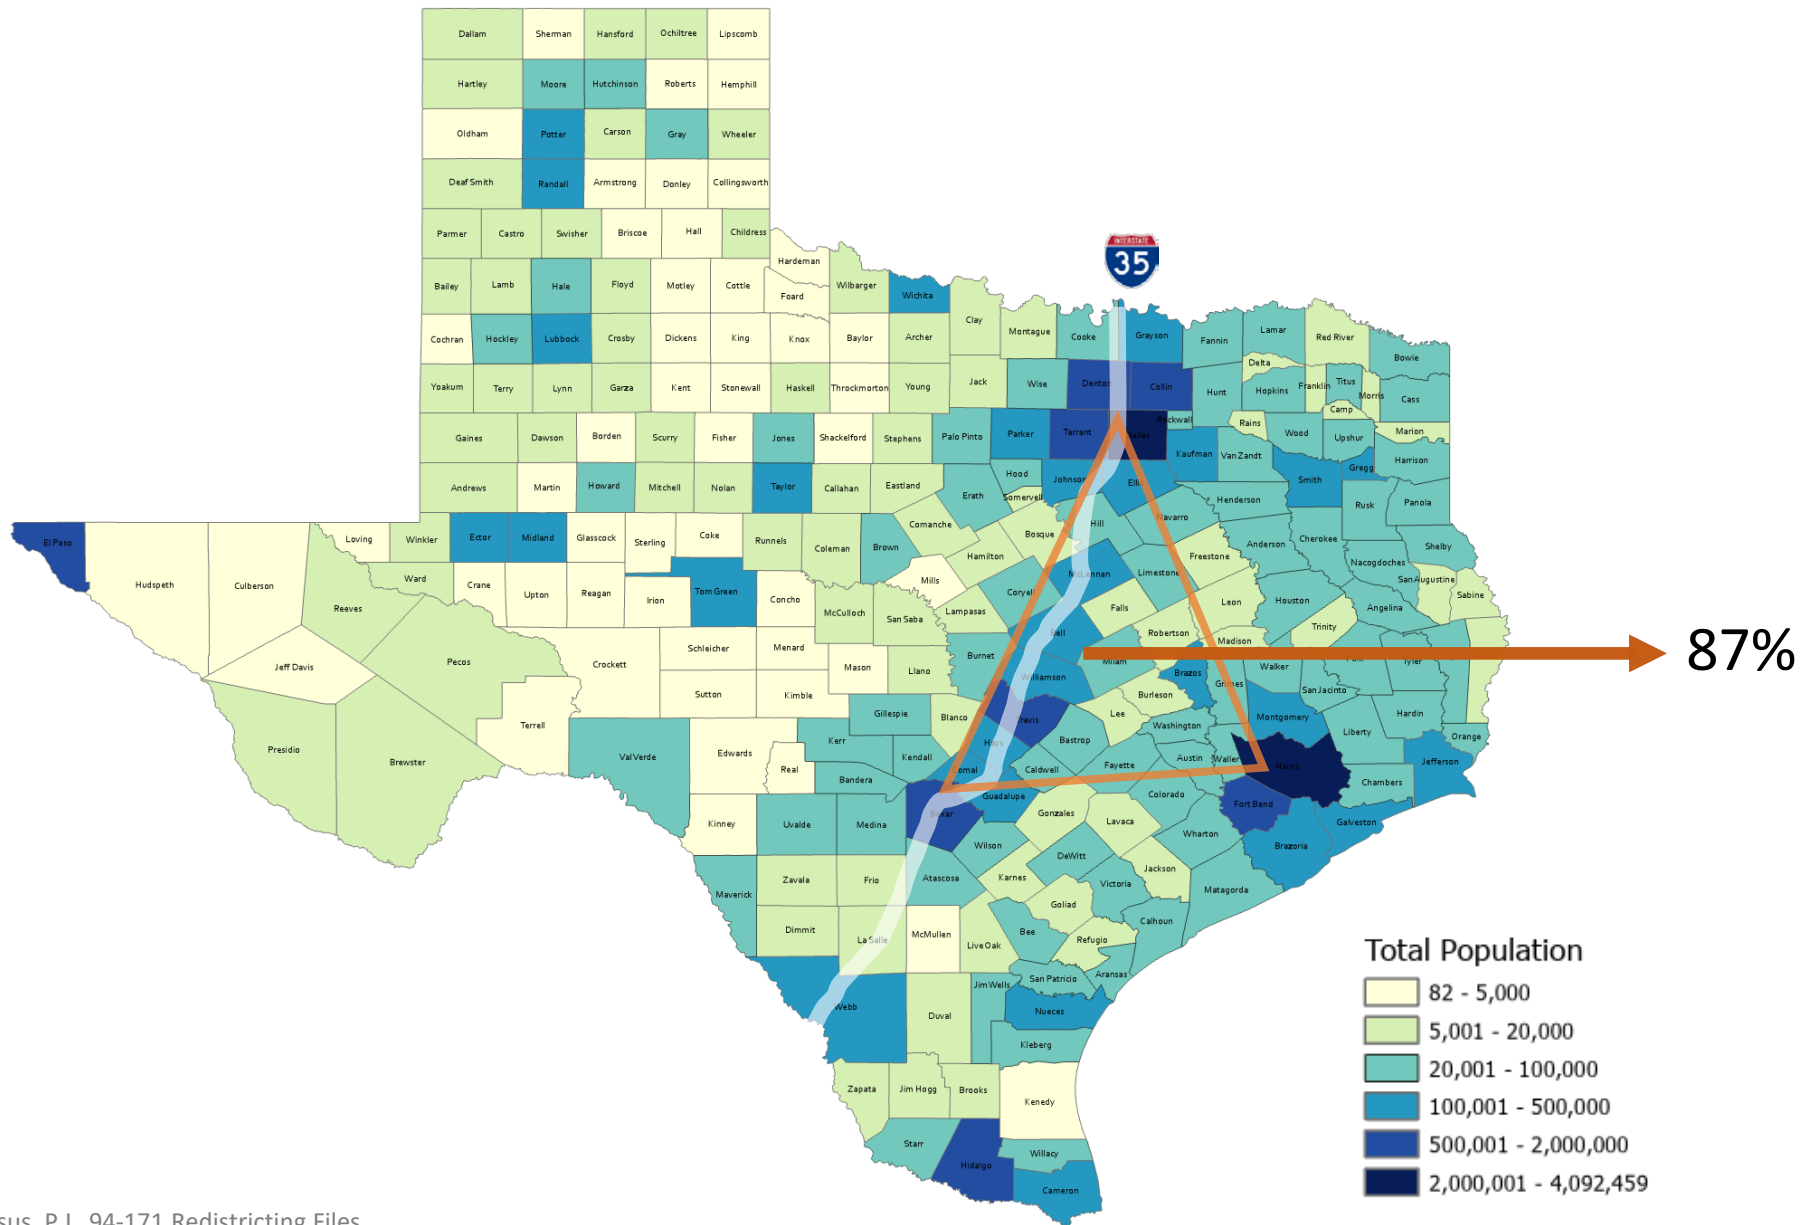 Dallam
Sherman
Hansford
Ochiltree
Lipscomb
Hartley
Moore
Hutchinson
Roberts
Hemphill
Oldham
Potter
Carson
Gray
Wheeler
Deaf Smith
Randall
Armstrong
Donley
Collingsworth
Parmer
Castro
Swisher
Briscoe
Hall
Childress
INTERSTATE
35
Hardeman
Bailey
Lamb
Hale
Floyd
Motley
Cottle
Foard
Wilbarger
Wichita
Clay
Montague
Cooke
Grayson
Fannin
Lamar
Red River
Bowie
Cochran
Hockley
Lubbock
Crosby
Dickens
King
Knox
Baylor
Archer
Delta
Yoakum
Terry
Lynn
Garza
Kent
Stonewall
Haskell
Throckmorton
Young
Jack
Wise
Denton
Collin
Hunt
Hopkins
Franklin
Titus
Morris
Cass
Camp
Gaines
Dawson
Borden
Scurry
Fisher
Jones
Shackelford
Stephens
Palo Pinto
Parker
Tarrant
Rockwall
Rains
Wood
Upshur
Marion
Kaufman
Van Zandt
Harrison
Gregg
Smith
Andrews
Martin
Howard
Mitchell
Nolan
Taylor
Callahan
Eastland
Erath
Hood
Somervell
Johnson
Ellis
Henderson
Rusk
Panola
El Paso
Hudspeth
Culberson
Loving
Winkler
Ector
Midland
Glasscock
Sterling
Coke
Runnels
Coleman
Brown
Comanche
Bosque
Hill
Navarro
Hamilton
Freestone
Anderson
Cherokee
Nacogdoches
Shelby
Reeves
Ward
Crane
Upton
Reagan
Irion
Tom Green
Concho
McCulloch
San Saba
Mills
Lampasas
Coryell
McLennan
Limestone
Falls
Leon
Houston
Angelina
San Augustine
Sabine
Trinity
Jeff Davis
Pecos
Crockett
Schleicher
Menard
Mason
Llano
Burnet
Bell
Milam
Robertson
Madison
Walker
Polk
Tyler
87%
Sutton
Kimble
Williamson
Brazos
Grimes
San Jacinto
Burleson
Presidio
Brewster
Terrell
Val Verde
Edwards
Real
Kerr
Gillespie
Blanco
Kendall
Bandera
Hays
Travis
Bastrop
Lee
Washington
Montgomery
Liberty
Hardin
Orange
Jefferson
Comal
Caldwell
Fayette
Austin
Waller
Harris
Chambers
Kinney
Uvalde
Medina
Bexar
Guadalupe
Gonzales
Lavaca
Colorado
Wharton
Fort Bend
Brazoria
Galveston
Wilson
DeWitt
Jackson
Matagorda
Maverick
Zavala
Frio
Atascosa
Karnes
Goliad
Victoria
Calhoun
Dimmit
La Salle
McMullen
Live Oak
Bee
Refugio
Aransas
San Patricio
Jim Wells
Webb
Duval
Nueces
Kleberg
Zapata
Jim Hogg
Brooks
Kenedy
Starr
Hidalgo
Willacy
Cameron
Total Population
82 - 5,000
5,001 - 20,000
20,001 - 100,000
100,001 - 500,000
500,001 - 2,000,000
2,000,001 - 4,092,459
P.L. 94-171 Redistricting Files